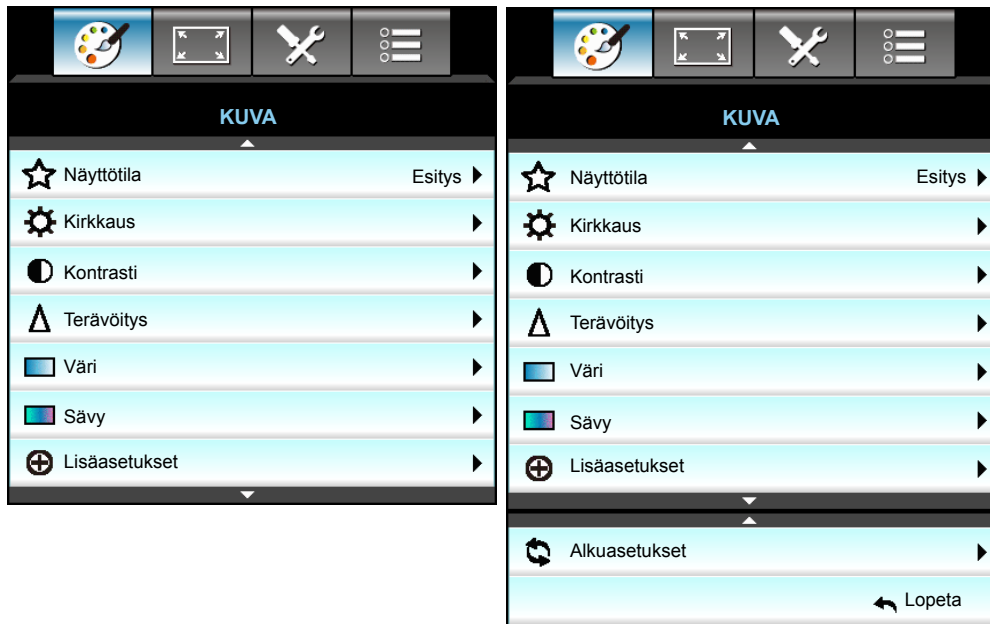 KUVA
Näyttötila Esitys
Kirkkaus
Kontrasti
Terävöitys
Väri
Sävy
Lisäasetukset
KUVA
Näyttötila Esitys
Kirkkaus
Kontrasti
Terävöitys
Väri
Sävy
Lisäasetukset
Alkuasetukset
Lopeta